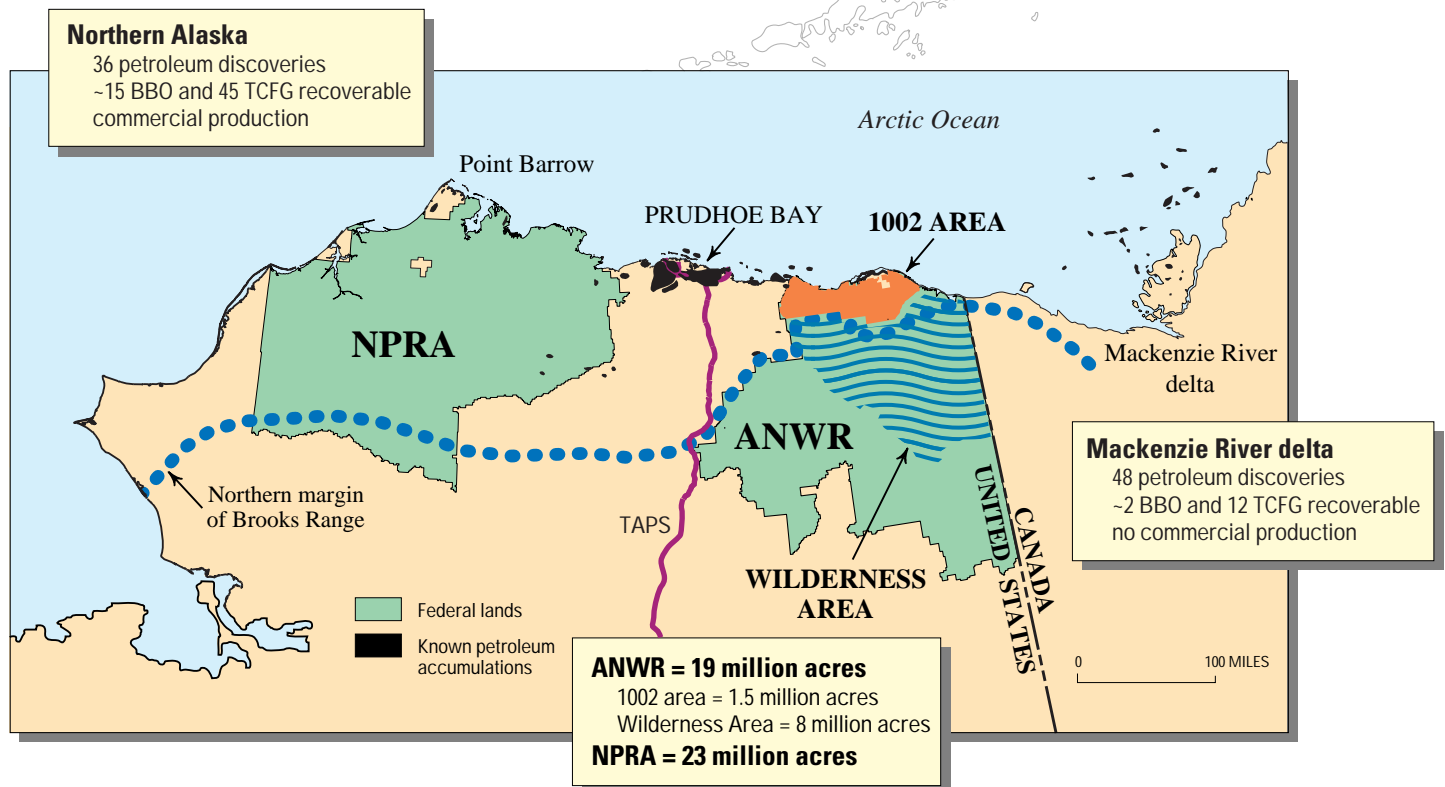 Northern Alaska
36 petroleum discoveries
~15 BBO and 45 TCFG recoverable
commercial production
Arctic Ocean
Point Barrow
PRUDHOE BAY
1002 AREA
NPRA
Mackenzie River
delta
ANWR
Mackenzie River delta
48 petroleum discoveries
~2 BBO and 12 TCFG recoverable
no commercial production
Northern margin
of Brooks Range
TAPS
UNITED STATES
CANADA
WILDERNESS
AREA
Federal lands
Known petroleum
accumulations
0 100 MILES
ANWR = 19 million acres
1002 area = 1.5 million acres
Wilderness Area = 8 million acres
NPRA = 23 million acres